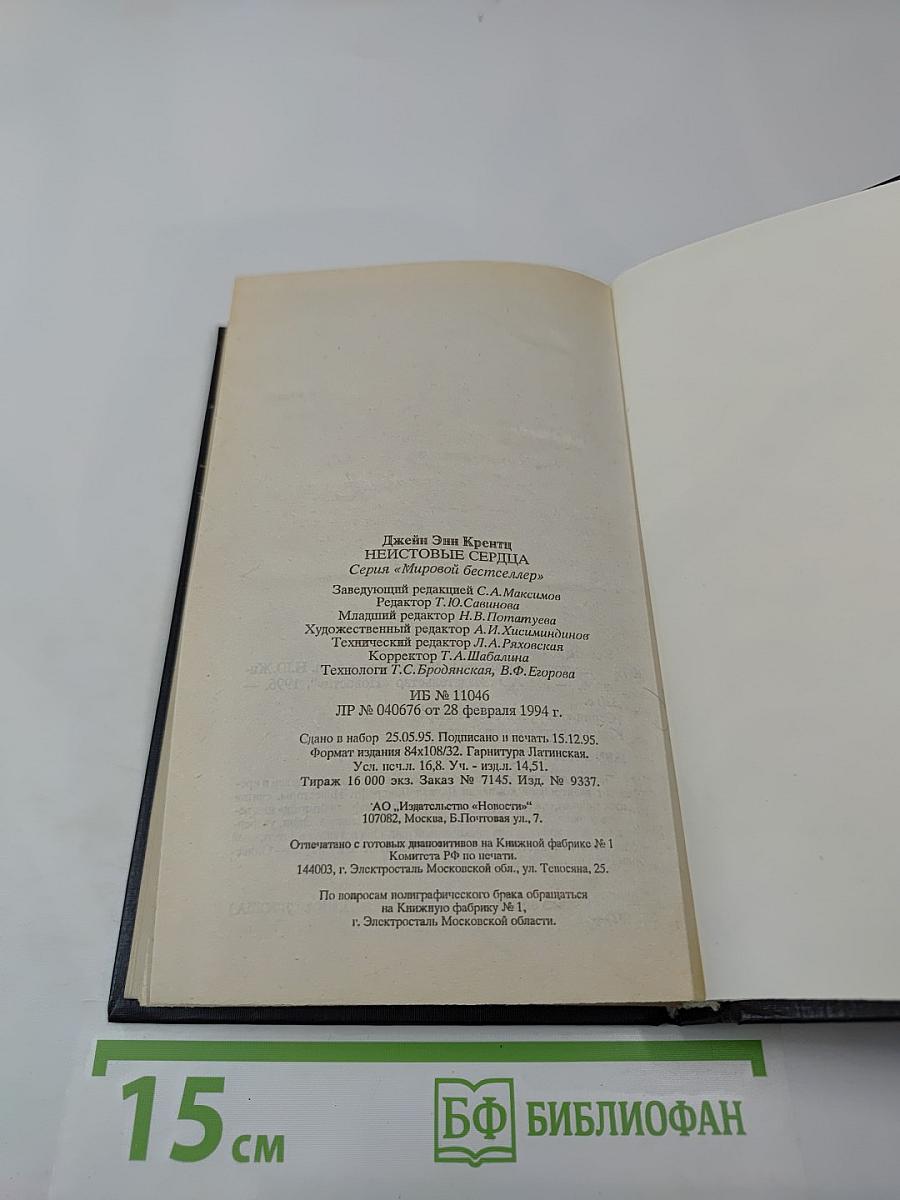 Джейн Энн Крентц
НЕИСТОВЫЕ СЕРДЦА
Серия «Мировой бестселлер»
Заведующий редакцией С.А.Максимов
Редактор Т.Ю.Савинова
Младший редактор Н.В.Потатуева
Художественный редактор А.И.Хисиминдинов
Технический редактор Л.А.Ряховская
Корректор Т.А.Шабалина
Технологи Т.С.Бродянская, В.Ф.Егорова
ИБ № 11046
ЛР № 040676 от 28 февраля 1994 г.
Сдано в набор 25.05.95. Подписано в печать 15.12.95.
Формат издания 84х108/32. Гарнитура Латинская.
Усл. печ.л. 16,8. Уч. - изд.л. 14,51.
Тираж 16 000 экз. Заказ № 7145. Изд. № 9337.
АО „Издательство «Новости»“
107082, Москва, Б.Почтовая ул., 7.
Отпечатано с готовых диапозитивов на Книжной фабрике № 1
Комитета РФ по печати.
144003, г. Электросталь Московской обл., ул. Тевосяна, 25.
По вопросам полиграфического брака обращаться
на Книжную фабрику № 1,
г. Электросталь Московской области.
15 см
БФ БИБЛИОФАН